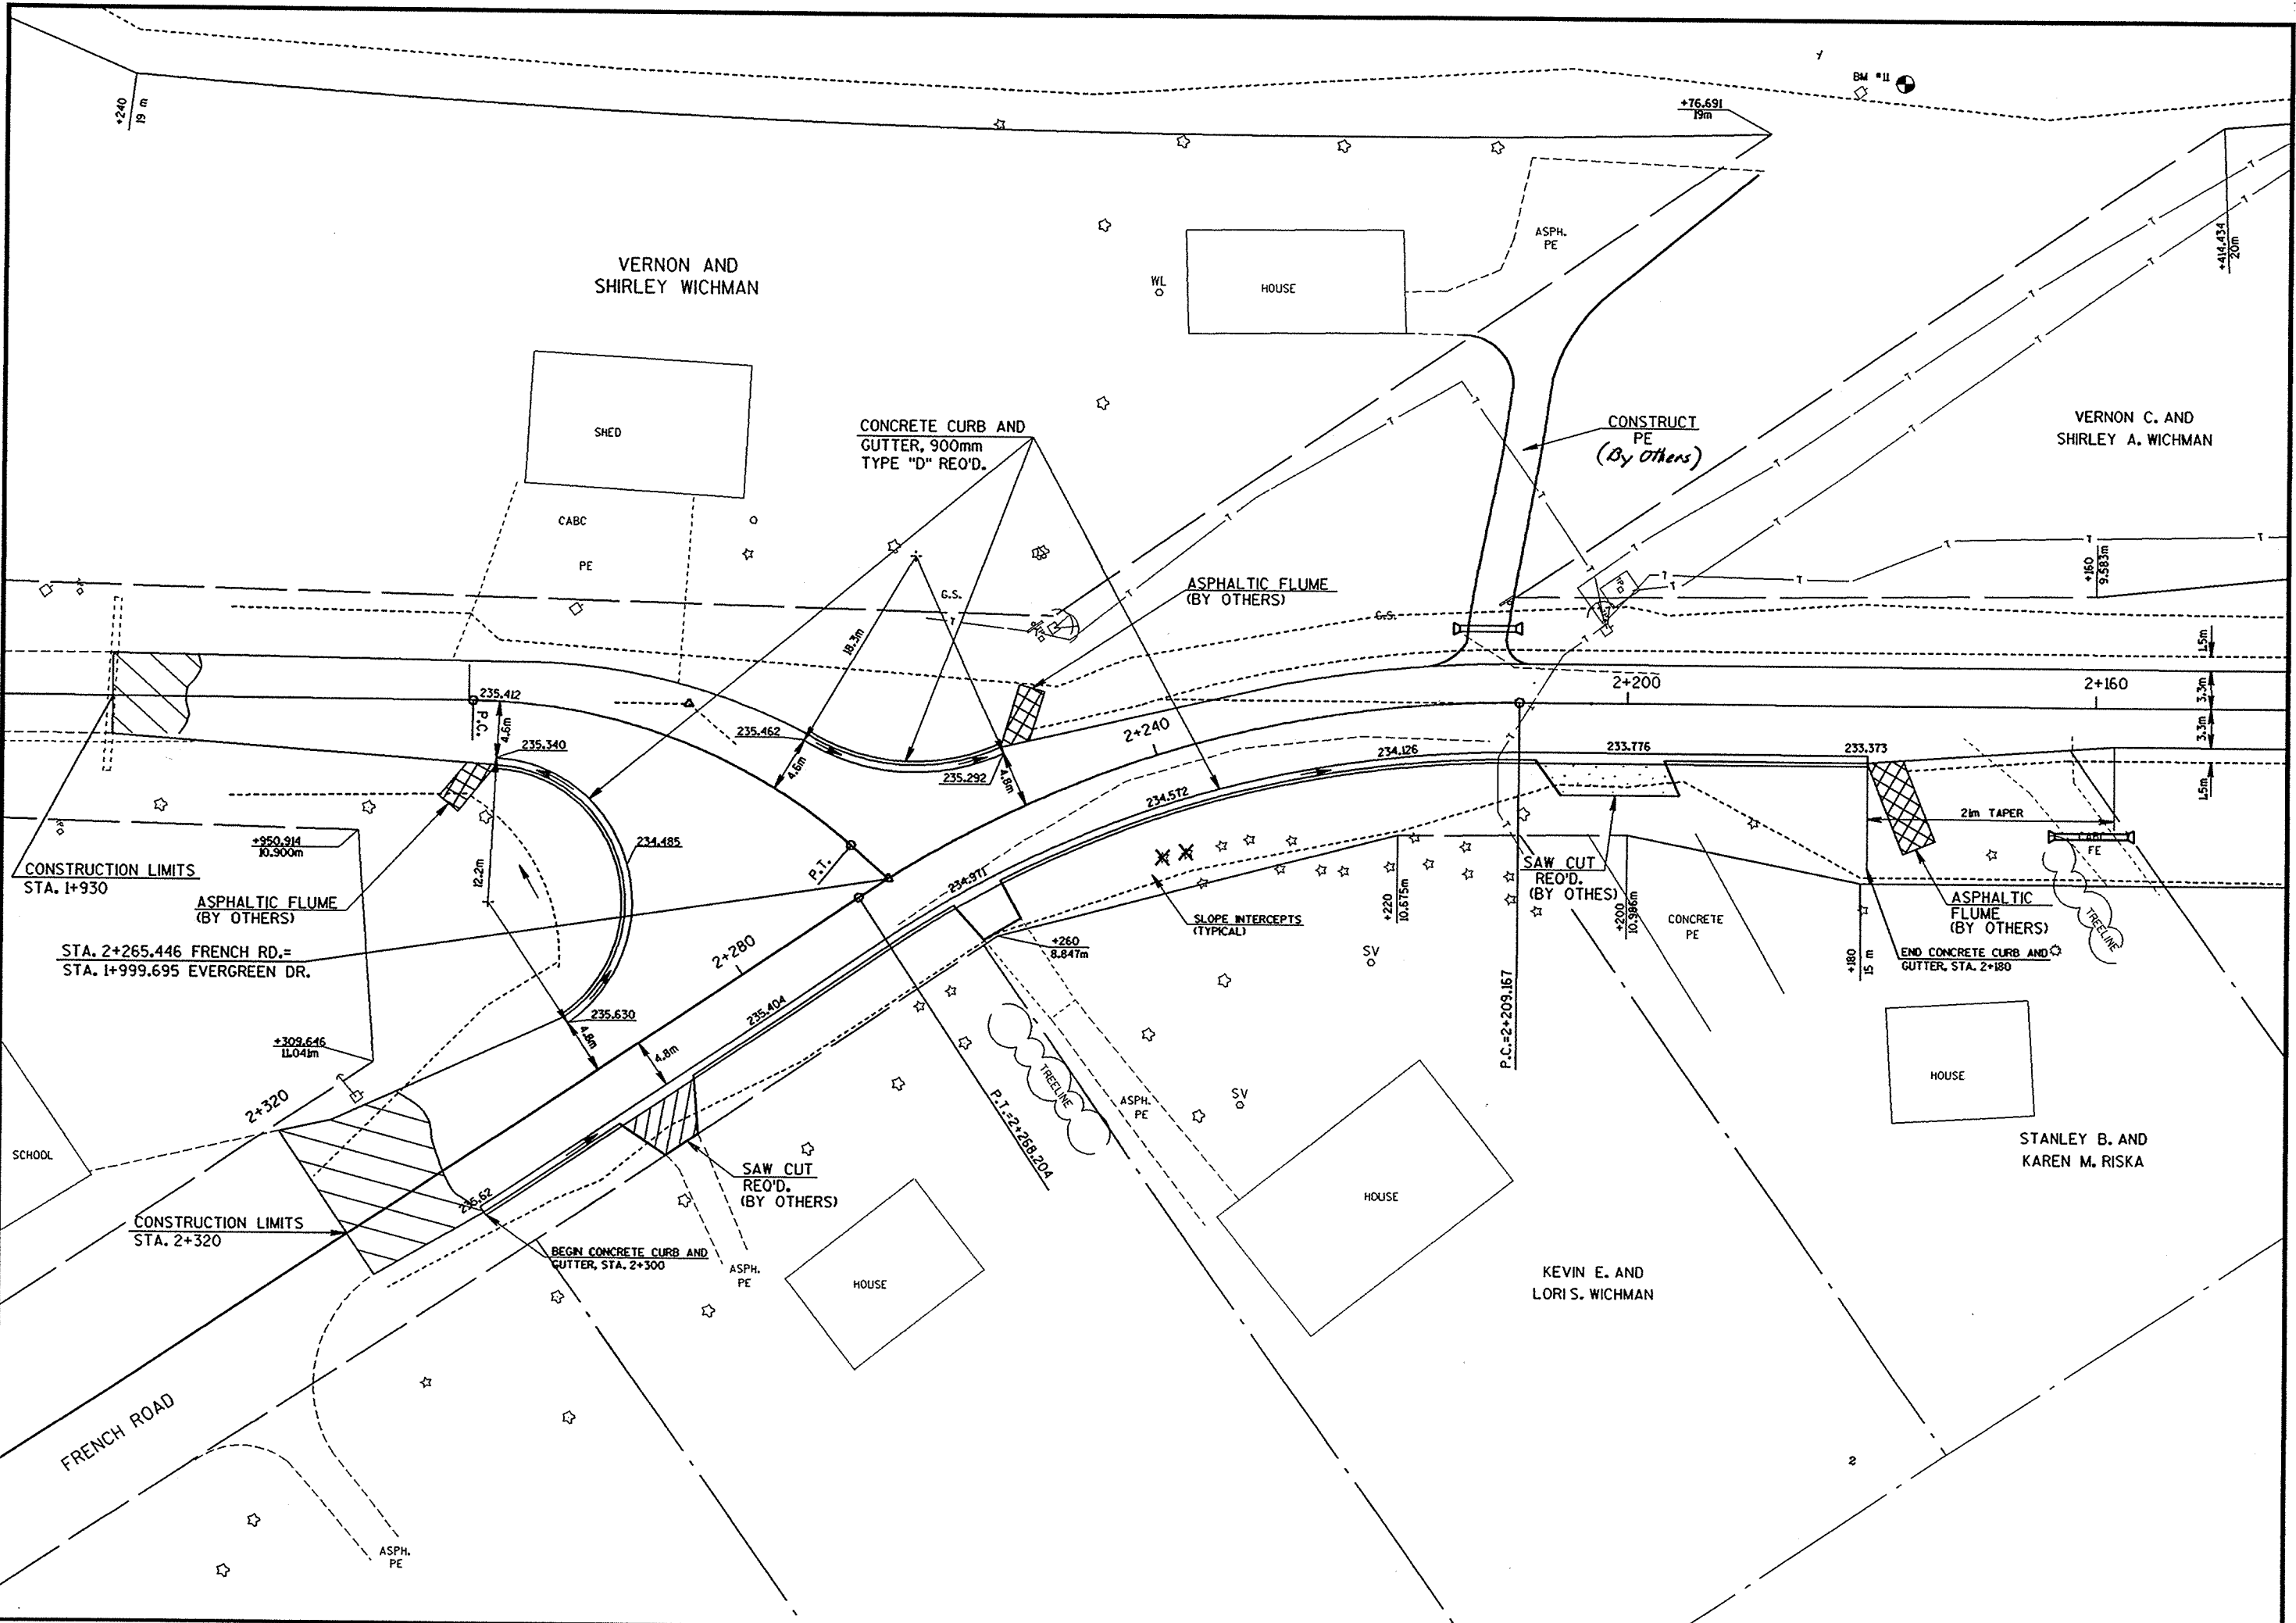 BM #11
+240
19 m
+76.691
19m
+414.434
20m
VERNON AND
SHIRLEY WICHMAN
ASPH.
PE
WL
HOUSE
SHED
CONCRETE CURB AND
GUTTER, 900mm
TYPE "D" REO'D.
CONSTRUCT
PE
(By Others)
VERNON C. AND
SHIRLEY A. WICHMAN
CABC
PE
G.S.
ASPHALTIC FLUME
(BY OTHERS)
G.S.
+160
9.583m
18.3m
1.5m
3.3m
3.3m
1.5m
235.412
P.C.
4.6m
235.340
235.462
4.6m
235.292
4.8m
2+240
2+200
2+160
234.126
233.776
233.373
234.572
21m TAPER
CABC
FE
+950.914
10.900m
12.2m
234.485
P.T.
234.971
CONSTRUCTION LIMITS
STA. 1+930
ASPHALTIC FLUME
(BY OTHERS)
SLOPE INTERCEPTS
(TYPICAL)
+220
10.675m
SAW CUT
REO'D.
(BY OTHES)
+200
10.986m
CONCRETE
PE
ASPHALTIC
FLUME
(BY OTHERS)
TREELINE
STA. 2+265.446 FRENCH RD.=
STA. 1+999.695 EVERGREEN DR.
2+280
+260
8.847m
SV
+180
15 m
END CONCRETE CURB AND
GUTTER, STA. 2+180
235.630
235.404
4.8m
4.8m
P.C.=2+209.167
+309.646
11.041m
2+320
TREELINE
P.T.=2+268.204
ASPH.
PE
SV
HOUSE
SCHOOL
STANLEY B. AND
KAREN M. RISKA
SAW CUT
REO'D.
(BY OTHERS)
235.62
HOUSE
CONSTRUCTION LIMITS
STA. 2+320
BEGIN CONCRETE CURB AND
GUTTER, STA. 2+300
ASPH.
PE
HOUSE
KEVIN E. AND
LORI S. WICHMAN
FRENCH ROAD
2
ASPH.
PE